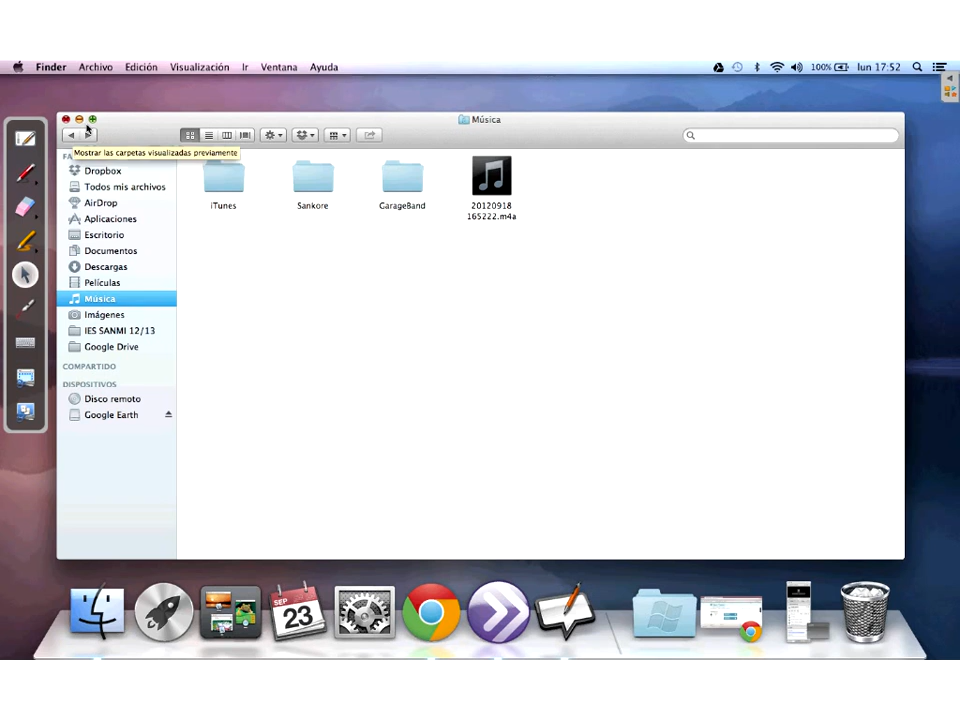 Finder Archivo Edición Visualización Ir Ventana Ayuda 100% lun 17:52
Música
Mostrar las carpetas visualizadas previamente
FA
Dropbox
Todos mis archivos
AirDrop
Aplicaciones
Escritorio
Documentos
Descargas
Películas
Música
Imágenes
IES SANMI 12/13
Google Drive
COMPARTIDO
DISPOSITIVOS
Disco remoto
Google Earth
iTunes Sankore GarageBand 20120918
165222.m4a
SEP
23